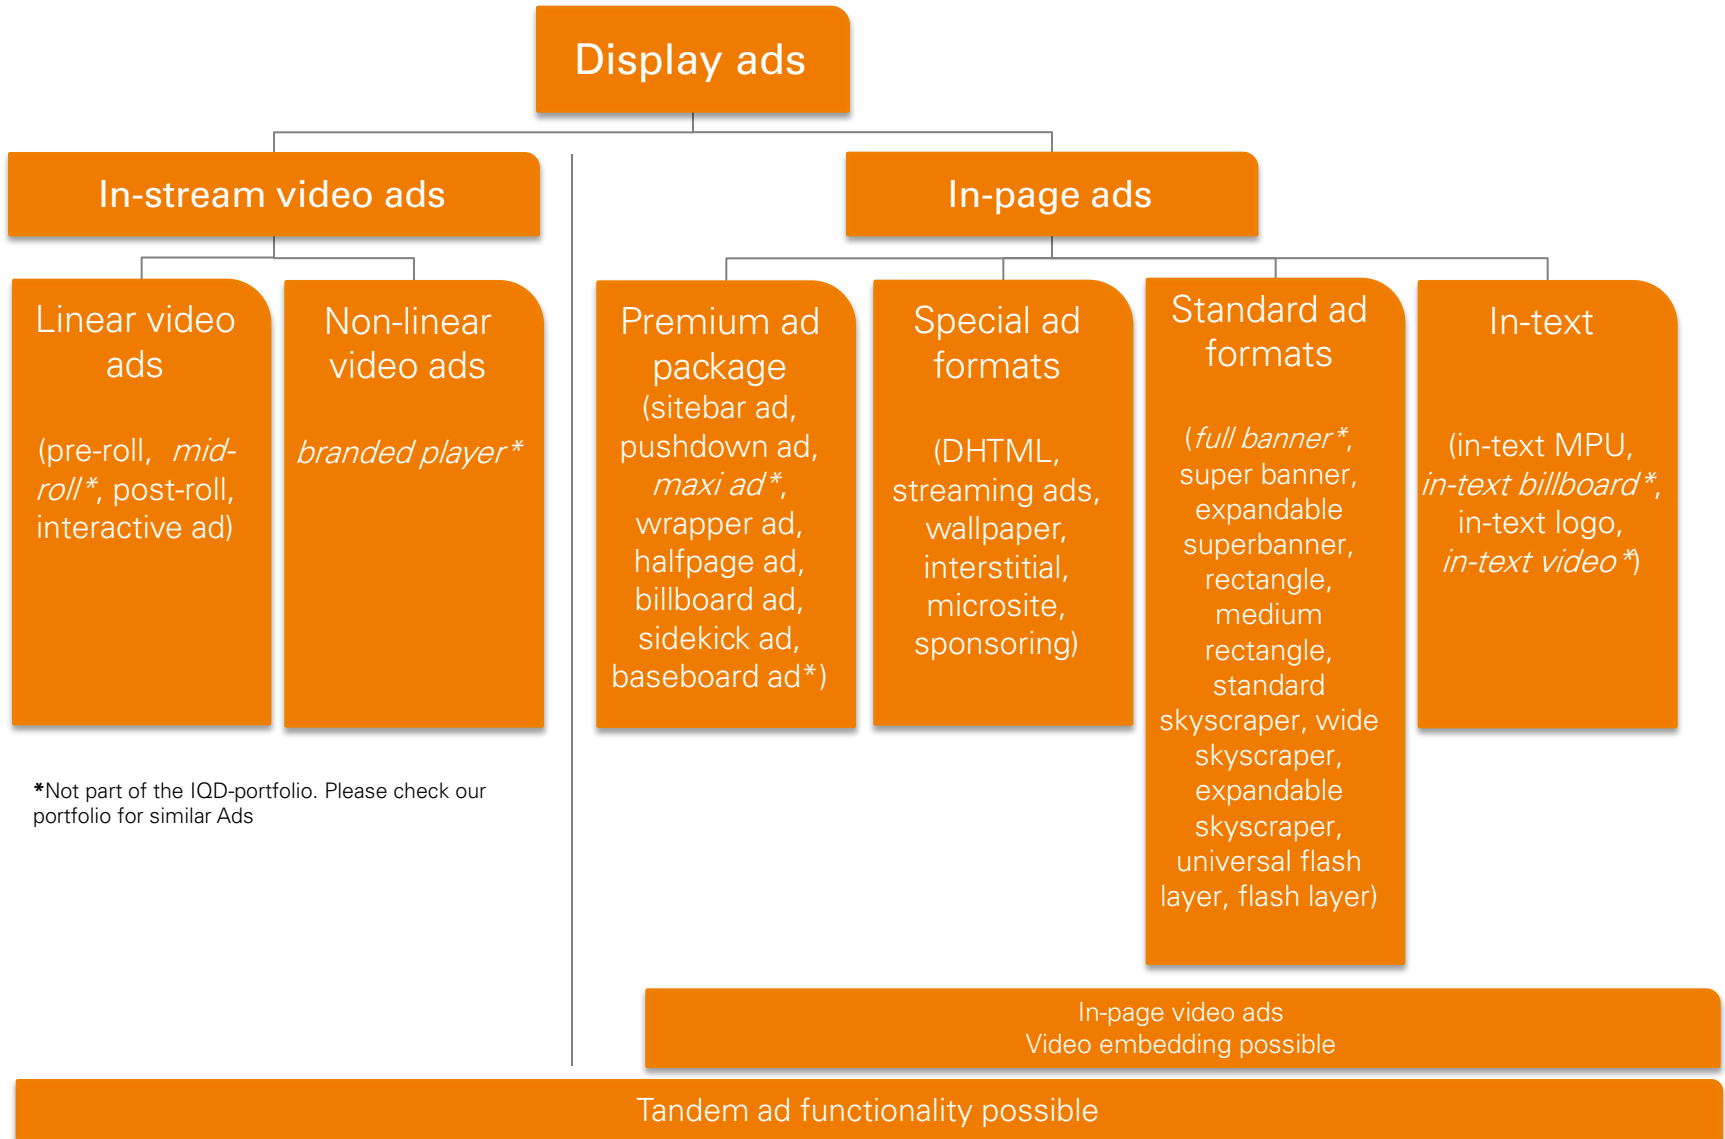 Display ads
In-stream video ads
In-page ads
Linear video
ads
(pre-roll, mid-
roll*, post-roll,
interactive ad)
Non-linear
video ads
branded player*
Premium ad
package
(sitebar ad,
pushdown ad,
maxi ad*,
wrapper ad,
halfpage ad,
billboard ad,
sidekick ad,
baseboard ad*)
Special ad
formats
(DHTML,
streaming ads,
wallpaper,
interstitial,
microsite,
sponsoring)
Standard ad
formats
(full banner*,
super banner,
expandable
superbanner,
rectangle,
medium
rectangle,
standard
skyscraper, wide
skyscraper,
expandable
skyscraper,
universal flash
layer, flash layer)
In-text
(in-text MPU,
in-text billboard*,
in-text logo,
in-text video*)
*Not part of the IQD-portfolio. Please check our
portfolio for similar Ads
In-page video ads
Video embedding possible
Tandem ad functionality possible